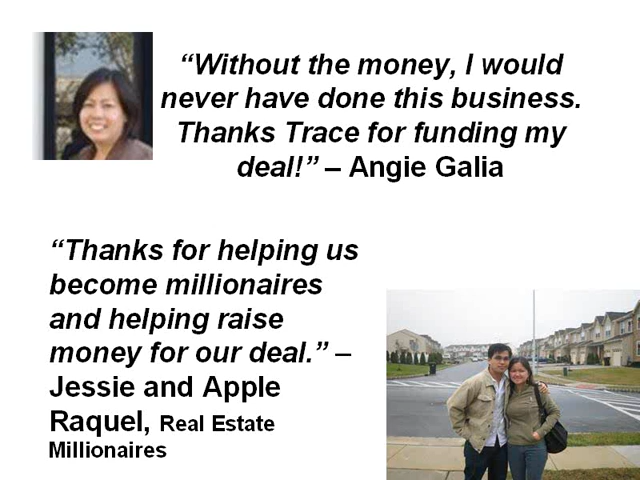 “Without the money, I would
never have done this business.
Thanks Trace for funding my
deal!” – Angie Galia
“Thanks for helping us
become millionaires
and helping raise
money for our deal.” –
Jessie and Apple
Raquel, Real Estate
Millionaires